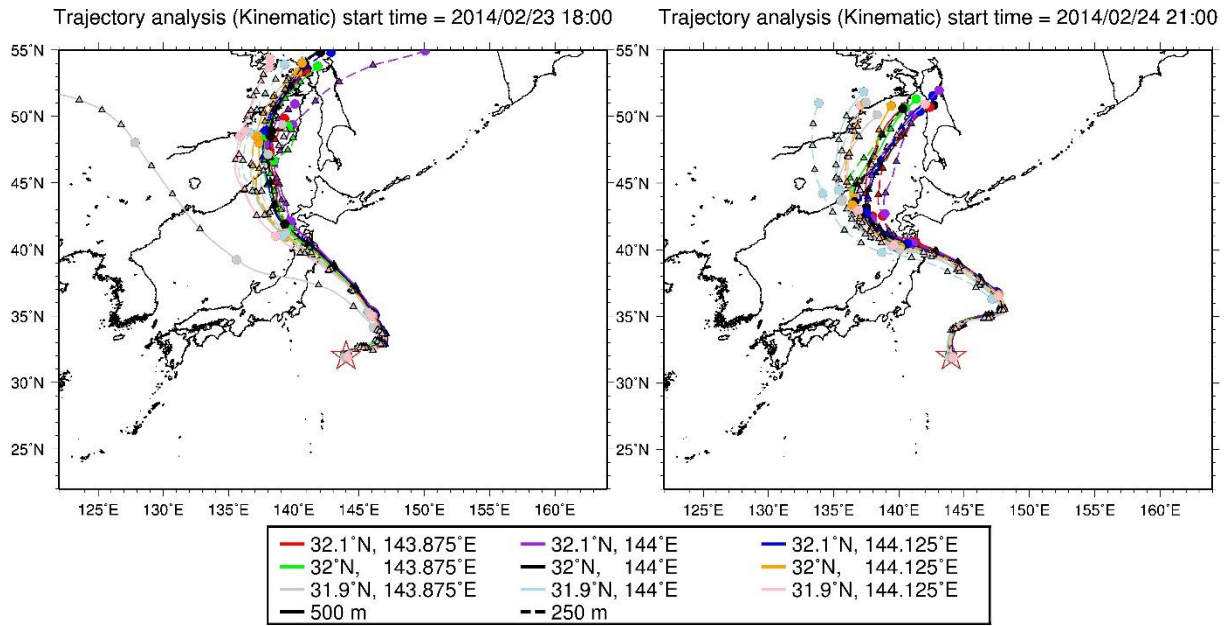 Trajectory analysis (Kinematic) start time = 2014/02/23 18:00
55˚N
50˚N
45˚N
40˚N
35˚N
30˚N
25˚N
125˚E 130˚E 135˚E 140˚E 145˚E 150˚E 155˚E 160˚E
Trajectory analysis (Kinematic) start time = 2014/02/24 21:00
55˚N
50˚N
45˚N
40˚N
35˚N
30˚N
25˚N
125˚E 130˚E 135˚E 140˚E 145˚E 150˚E 155˚E 160˚E
32.1˚N, 143.875˚E 32.1˚N, 144˚E 32.1˚N, 144.125˚E
32˚N, 143.875˚E 32˚N, 144˚E 32˚N, 144.125˚E
31.9˚N, 143.875˚E 31.9˚N, 144˚E 31.9˚N, 144.125˚E
500 m 250 m